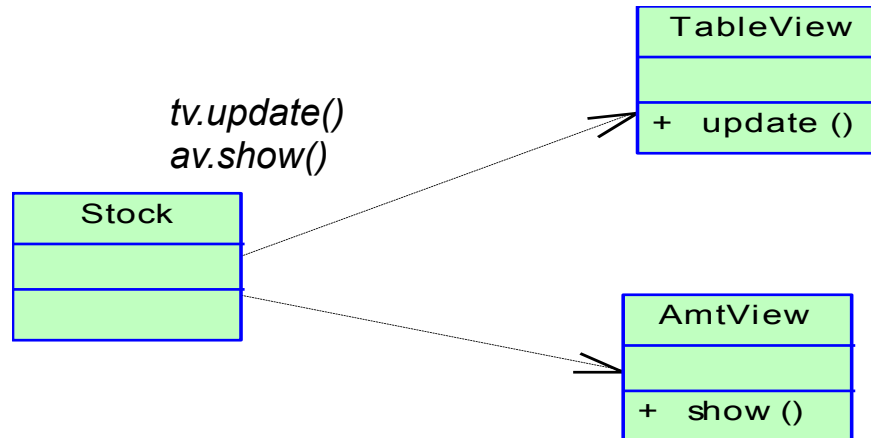 TableView
+ update ()
tv.update()
av.show()
Stock
AmtView
+ show ()